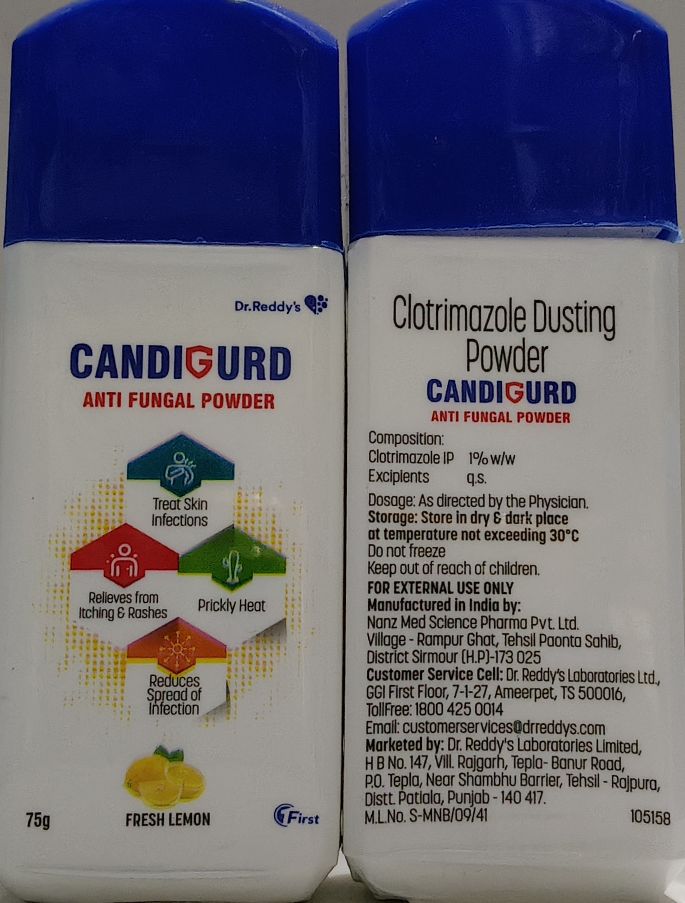 Dr.Reddy's
CANDIGURD
ANTI FUNGAL POWDER
Treat Skin
Infections
Relieves from
Itching & Rashes
Prickly Heat
Reduces
Spread of
Infection
75g
FRESH LEMON
First
Clotrimazole Dusting
Powder
CANDIGURD
ANTI FUNGAL POWDER
Composition:
Clotrimazole IP 1% w/w
Excipients q.s.
Dosage: As directed by the Physician.
Storage: Store in dry & dark place
at temperature not exceeding 30°C
Do not freeze
Keep out of reach of children.
FOR EXTERNAL USE ONLY
Manufactured in India by:
Nanz Med Science Pharma Pvt. Ltd.
Village - Rampur Ghat, Tehsil Paonta Sahib,
District Sirmour (H.P)-173 025
Customer Service Cell: Dr. Reddy's Laboratories Ltd.,
GGI First Floor, 7-1-27, Ameerpet, TS 500016,
TollFree: 1800 425 0014
Email: customerservices@drreddys.com
Marketed by: Dr. Reddy's Laboratories Limited,
H B No. 147, Vill. Rajgarh, Tepla- Banur Road,
P.O. Tepla, Near Shambhu Barrier, Tehsil - Rajpura,
Distt. Patiala, Punjab - 140 417.
M.L.No. S-MNB/09/41 105158